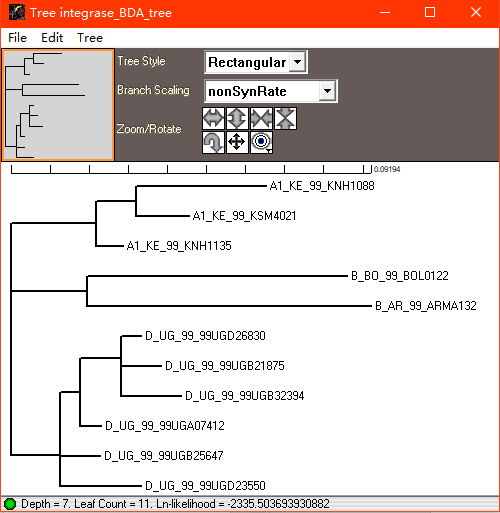 Tree integrase_BDA_tree
File Edit Tree
Tree Style Rectangular
Branch Scaling nonSynRate
Zoom/Rotate
0.09194
A1_KE_99_KNH1088
A1_KE_99_KSM4021
A1_KE_99_KNH1135
B_BO_99_BOL0122
B_AR_99_ARMA132
D_UG_99_99UGD26830
D_UG_99_99UGB21875
D_UG_99_99UGB32394
D_UG_99_99UGA07412
D_UG_99_99UGB25647
D_UG_99_99UGD23550
Depth = 7. Leaf Count = 11. Ln-likelihood = -2335.503693930882